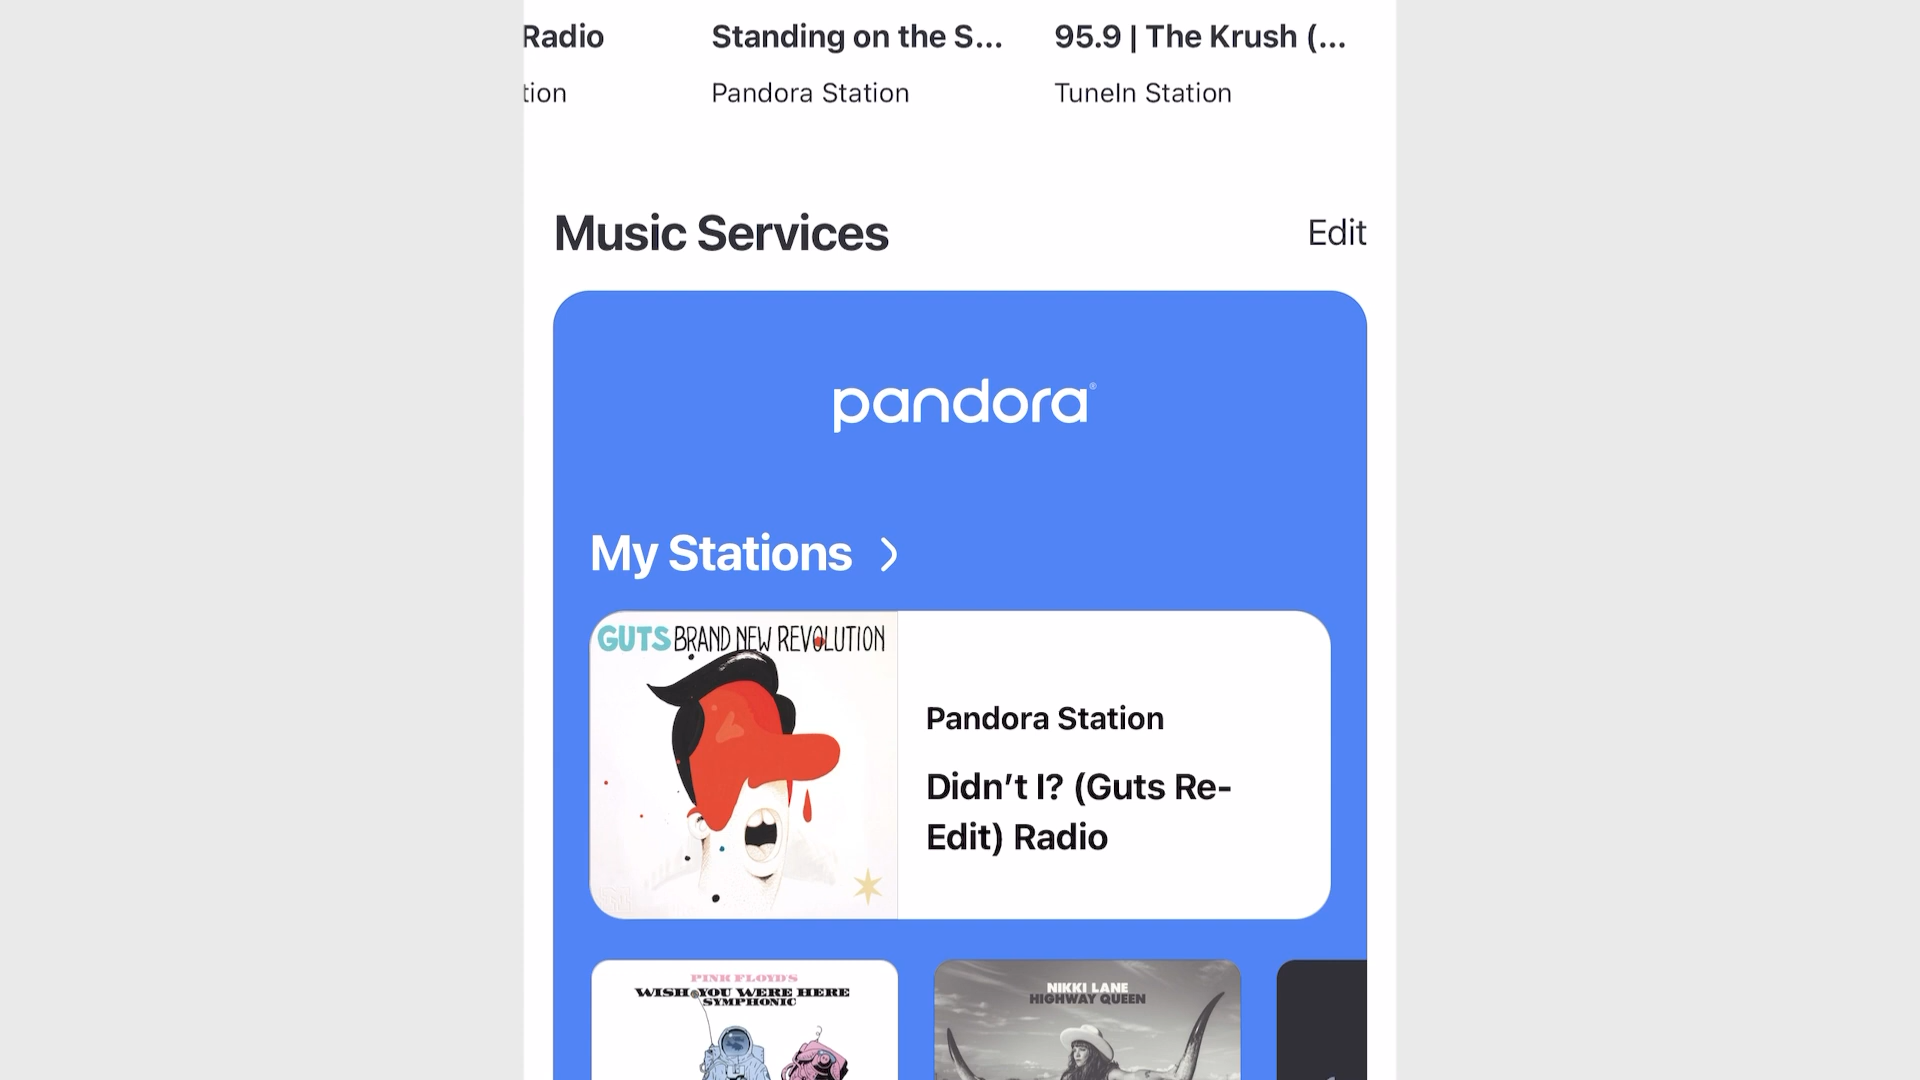 Radio
Standing on the S...
95.9 | The Krush (...
tion
Pandora Station
TuneIn Station
Music Services
Edit
pandora®
My Stations
GUTS BRAND NEW REVOLUTION
Pandora Station
Didn’t I? (Guts Re-
Edit) Radio
PINK FLOYD'S
WISH YOU WERE HERE
SYMPHONIC
NIKKI LANE
HIGHWAY QUEEN